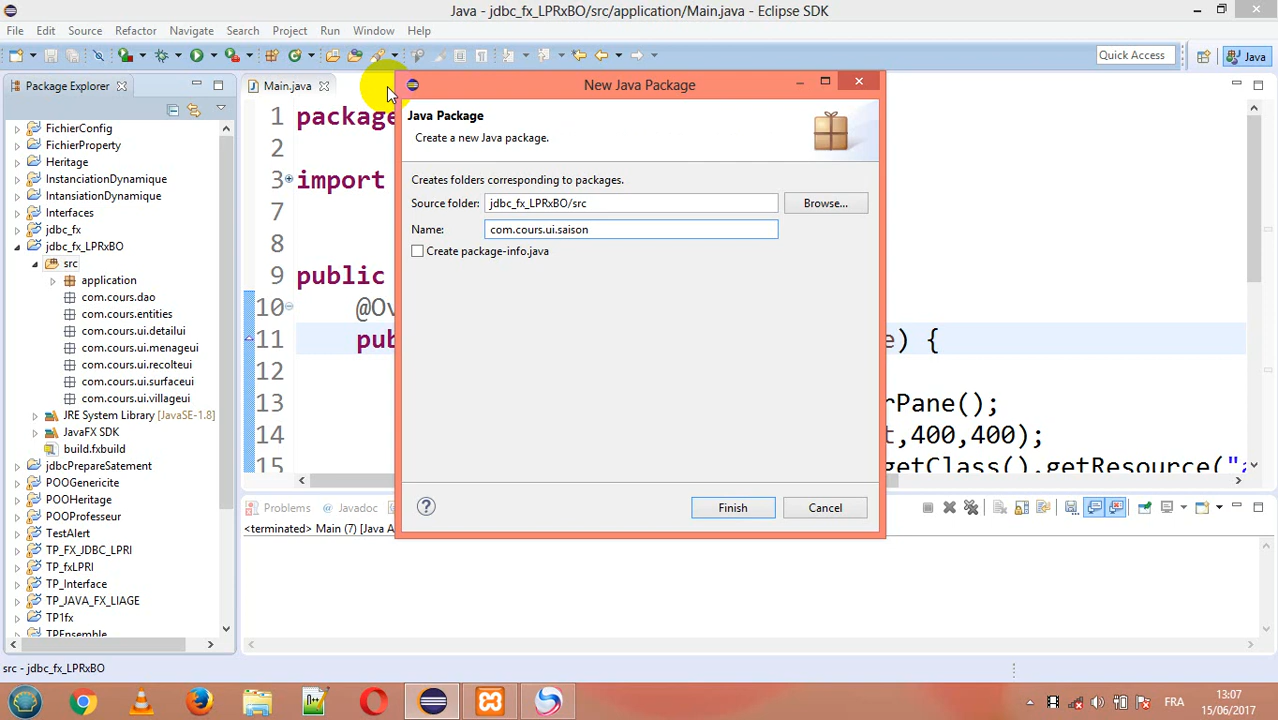 Java - jdbc_fx_LPRxBO/src/application/Main.java - Eclipse SDK
File Edit Source Refactor Navigate Search Project Run Window Help
Quick Access
Java
Package Explorer
FichierConfig
FichierProperty
Heritage
InstanciationDynamique
IntansiationDynamique
Interfaces
jdbc_fx
jdbc_fx_LPRxBO
src
application
com.cours.dao
com.cours.entities
com.cours.ui.detailui
com.cours.ui.menageui
com.cours.ui.recolteui
com.cours.ui.surfaceui
com.cours.ui.villageui
JRE System Library [JavaSE-1.8]
JavaFX SDK
build.fxbuild
jdbcPrepareSatement
POOGenericite
POOHeritage
POOProfesseur
TestAlert
TP_FX_JDBC_LPRI
TP_fxLPRI
TP_Interface
TP_JAVA_FX_LIAGE
TP1fx
TPEnsemble
Main.java
1 package
2
3 import
7
8
9 public
10 @Ov
11 pub e) {
12
13 rPane();
14 t,400,400);
15 getClass().getResource("a
New Java Package
Java Package
Create a new Java package.
Creates folders corresponding to packages.
Source folder: jdbc_fx_LPRxBO/src Browse...
Name: com.cours.ui.saison
Create package-info.java
Finish Cancel
Problems Javadoc
<terminated> Main (7) [Java A
src - jdbc_fx_LPRxBO
FRA
13:07
15/06/2017